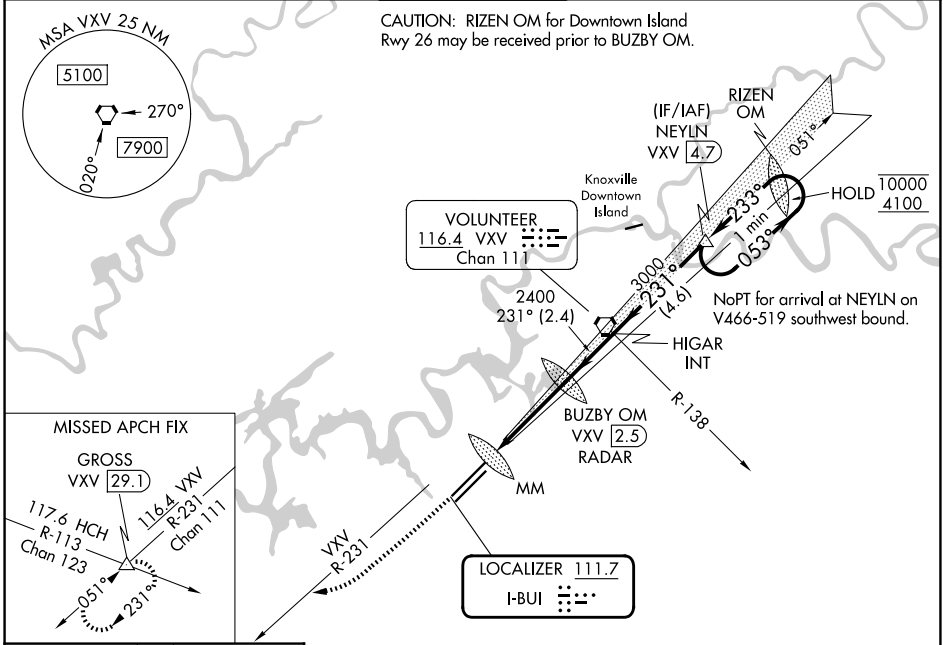 MSA VXV 25 NM
5100
270°
7900
020°
CAUTION: RIZEN OM for Downtown Island
Rwy 26 may be received prior to BUZBY OM.
(IF/IAF)
NEYLN
VXV 4.7
RIZEN
OM
051°
Knoxville
Downtown
Island
HOLD 10000
4100
233°
1 min
053°
VOLUNTEER
116.4 VXV
Chan 111
3000
231°
(4.6)
NoPT for arrival at NEYLN on
V466-519 southwest bound.
2400
231° (2.4)
HIGAR
INT
R-138
BUZBY OM
VXV 2.5
RADAR
MM
VXV
R-231
LOCALIZER 111.7
I-BUI
MISSED APCH FIX
GROSS
VXV 29.1
117.6 HCH
R-113
Chan 123
116.4 VXV
R-231
Chan 111
051°
231°